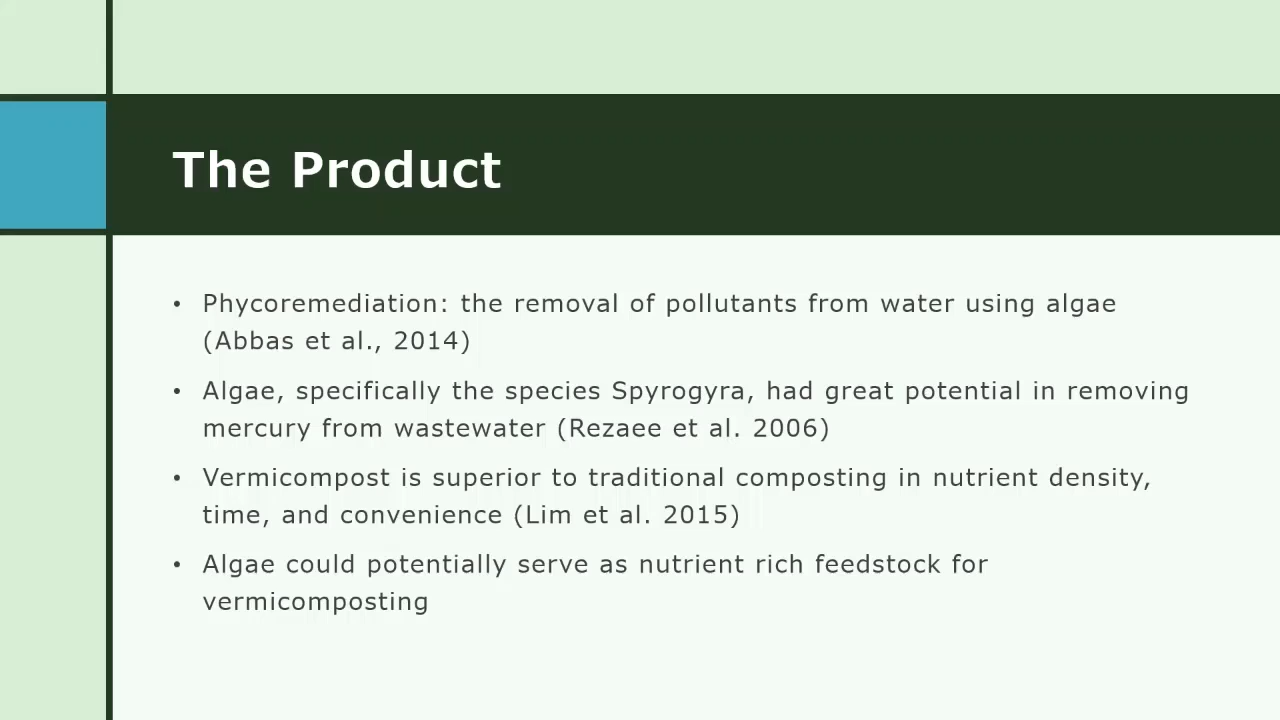 The Product
• Phycoremediation: the removal of pollutants from water using algae
(Abbas et al., 2014)
• Algae, specifically the species Spyrogyra, had great potential in removing
mercury from wastewater (Rezaee et al. 2006)
• Vermicompost is superior to traditional composting in nutrient density,
time, and convenience (Lim et al. 2015)
• Algae could potentially serve as nutrient rich feedstock for
vermicomposting